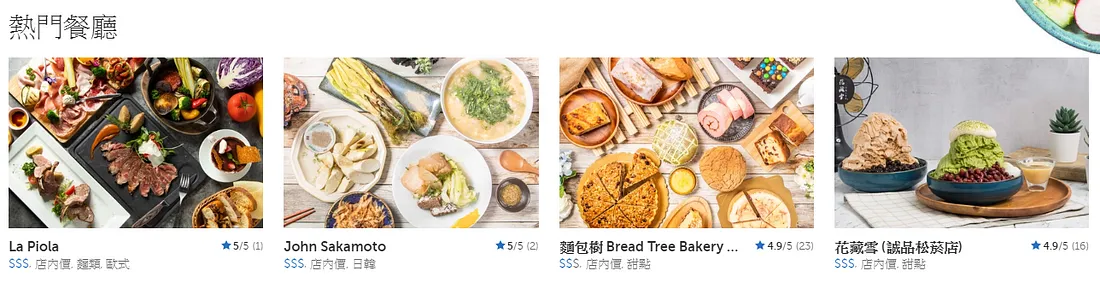 熱門餐廳
La Piola
5/5 (1)
$$$. 店內價, 麵類, 歐式
John Sakamoto
5/5 (2)
$$$. 店內價, 日韓
麵包樹 Bread Tree Bakery ...
4.9/5 (23)
$$$. 店內價, 甜點
花藏雪
花藏雪 (誠品松菸店)
4.9/5 (16)
$$$. 店內價, 甜點